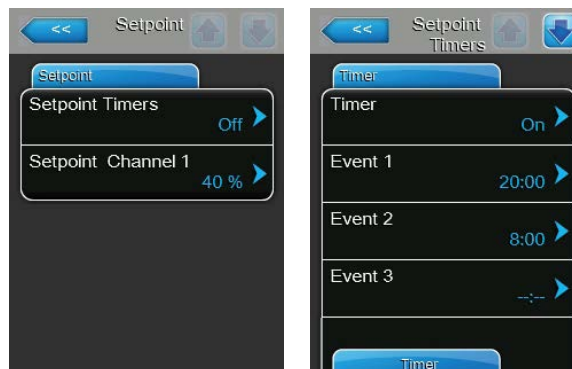 <<
Setpoint
Setpoint
Setpoint Timers
Off
Setpoint Channel 1
40 %
<<
Setpoint
Timers
Timer
Timer
On
Event 1
20:00
Event 2
8:00
Event 3
--:--
Timer